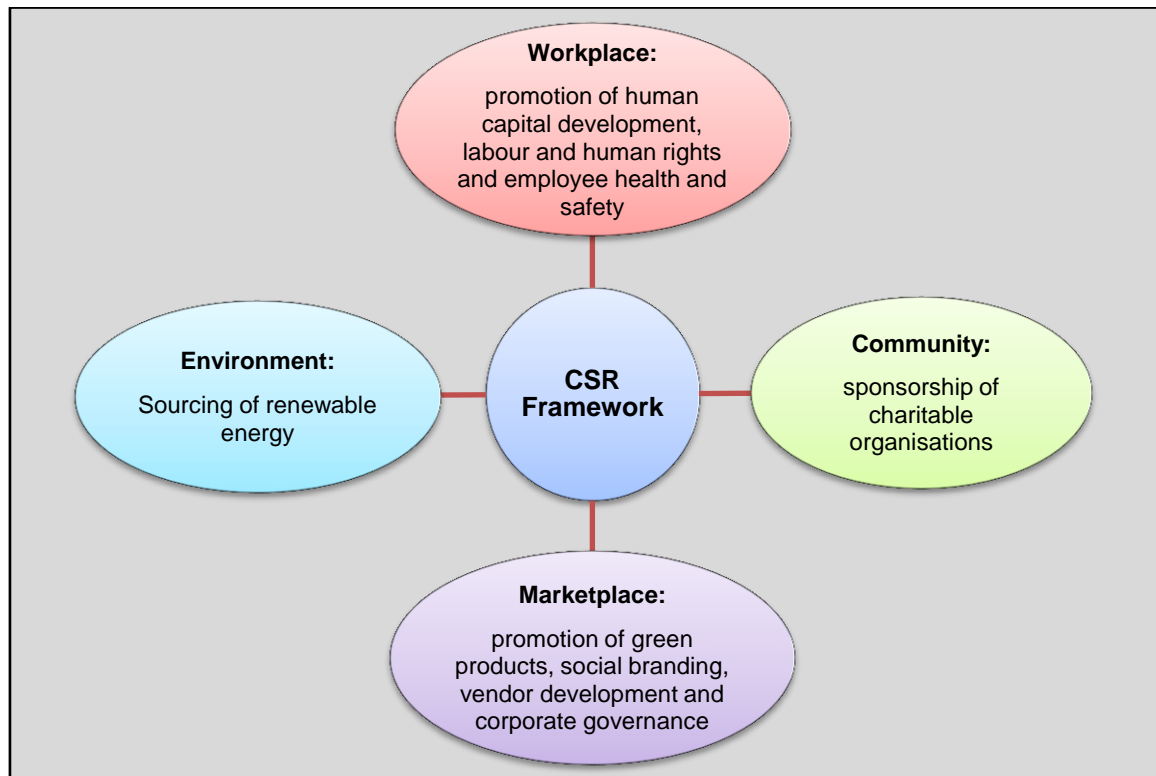 Workplace:
promotion of human
capital development,
labour and human rights
and employee health and
safety
Environment:
Sourcing of renewable
energy
CSR
Framework
Community:
sponsorship of
charitable
organisations
Marketplace:
promotion of green
products, social branding,
vendor development and
corporate governance